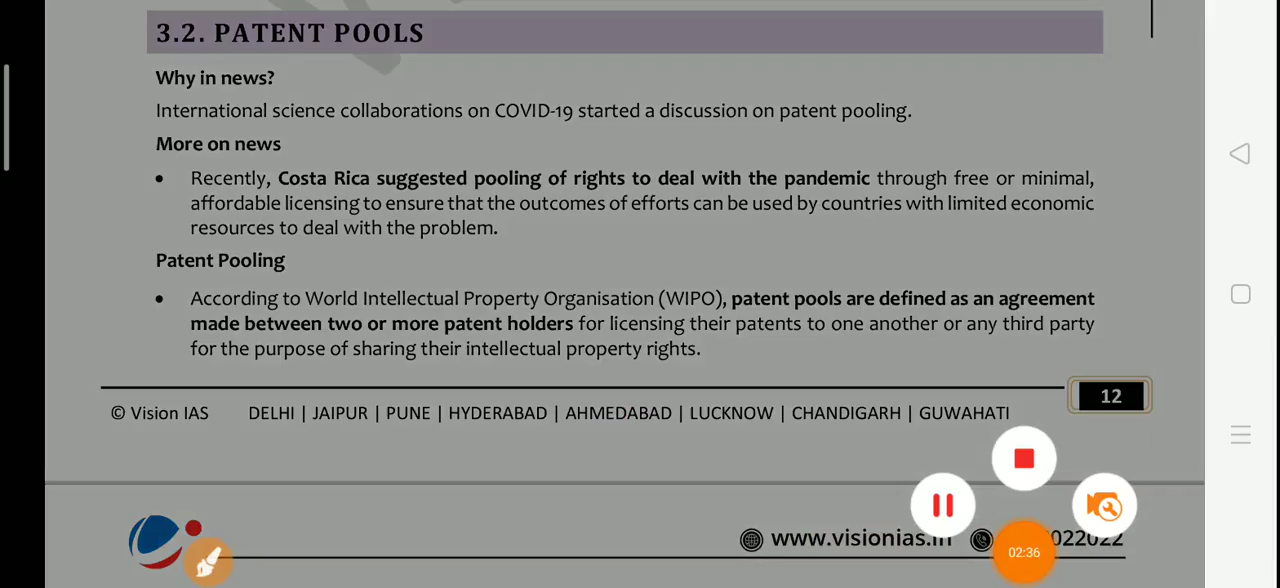 3.2. PATENT POOLS
Why in news?
International science collaborations on COVID-19 started a discussion on patent pooling.
More on news
• Recently, Costa Rica suggested pooling of rights to deal with the pandemic through free or minimal,
affordable licensing to ensure that the outcomes of efforts can be used by countries with limited economic
resources to deal with the problem.
Patent Pooling
• According to World Intellectual Property Organisation (WIPO), patent pools are defined as an agreement
made between two or more patent holders for licensing their patents to one another or any third party
for the purpose of sharing their intellectual property rights.
12
© Vision IAS DELHI | JAIPUR | PUNE | HYDERABAD | AHMEDABAD | LUCKNOW | CHANDIGARH | GUWAHATI
www.visionias.in 022022
02:36